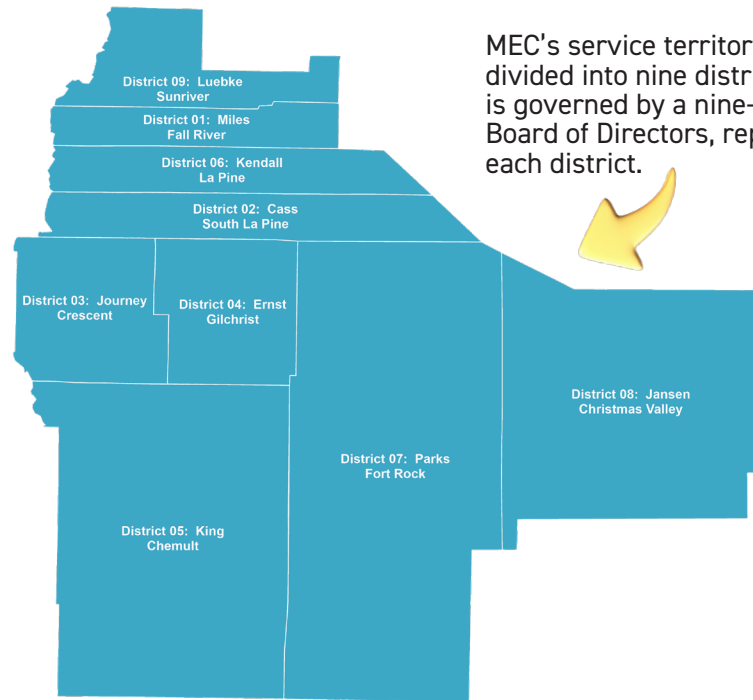 MEC's service territor
divided into nine distr
is governed by a nine-
Board of Directors, rep
each district.
District 09: Luebke
Sunriver
District 01: Miles
Fall River
District 06: Kendall
La Pine
District 02: Cass
South La Pine
District 03: Journey
Crescent
District 04: Ernst
Gilchrist
District 08: Jansen
Christmas Valley
District 07: Parks
Fort Rock
District 05: King
Chemult